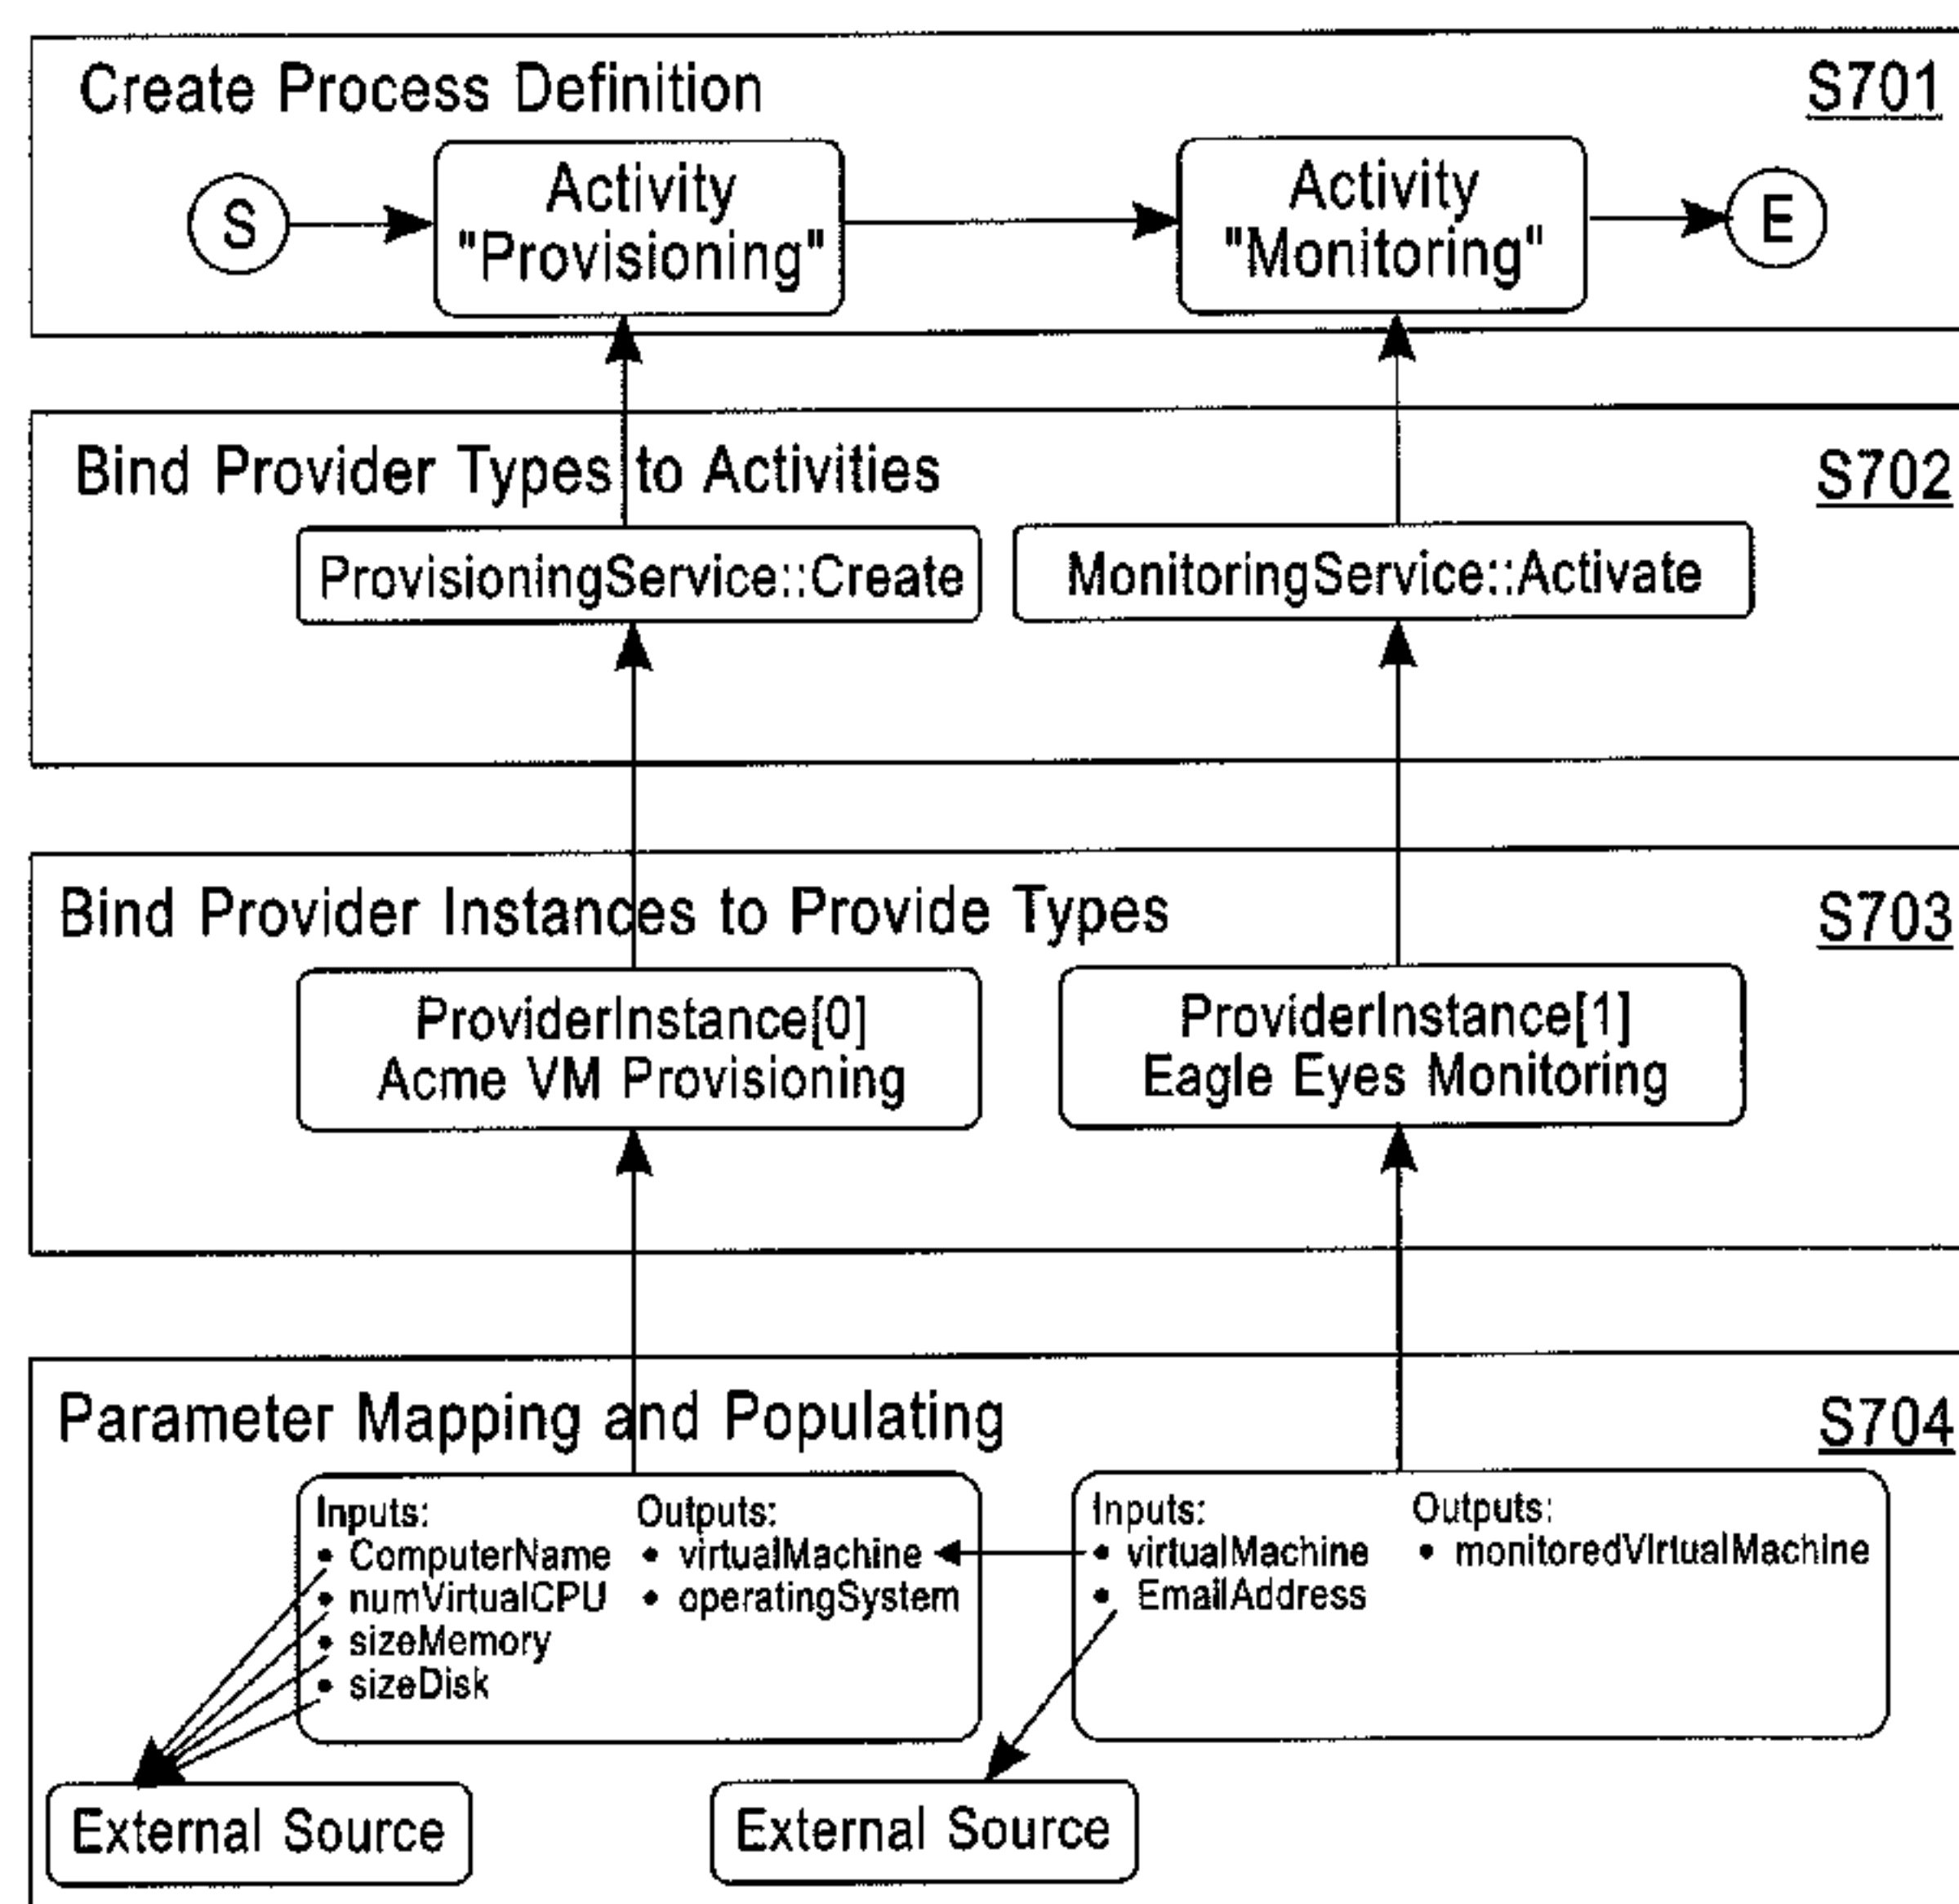 Create Process Definition S701
S
Activity
"Provisioning"
Activity
"Monitoring"
E
Bind Provider Types to Activities S702
ProvisioningService::Create
MonitoringService::Activate
Bind Provider Instances to Provide Types S703
ProviderInstance[0]
Acme VM Provisioning
ProviderInstance[1]
Eagle Eyes Monitoring
Parameter Mapping and Populating S704
Inputs:
• ComputerName
• numVirtualCPU
• sizeMemory
• sizeDisk
Outputs:
• virtualMachine
• operatingSystem
Inputs:
• virtualMachine
• EmailAddress
Outputs:
• monitoredVIrtualMachine
External Source
External Source